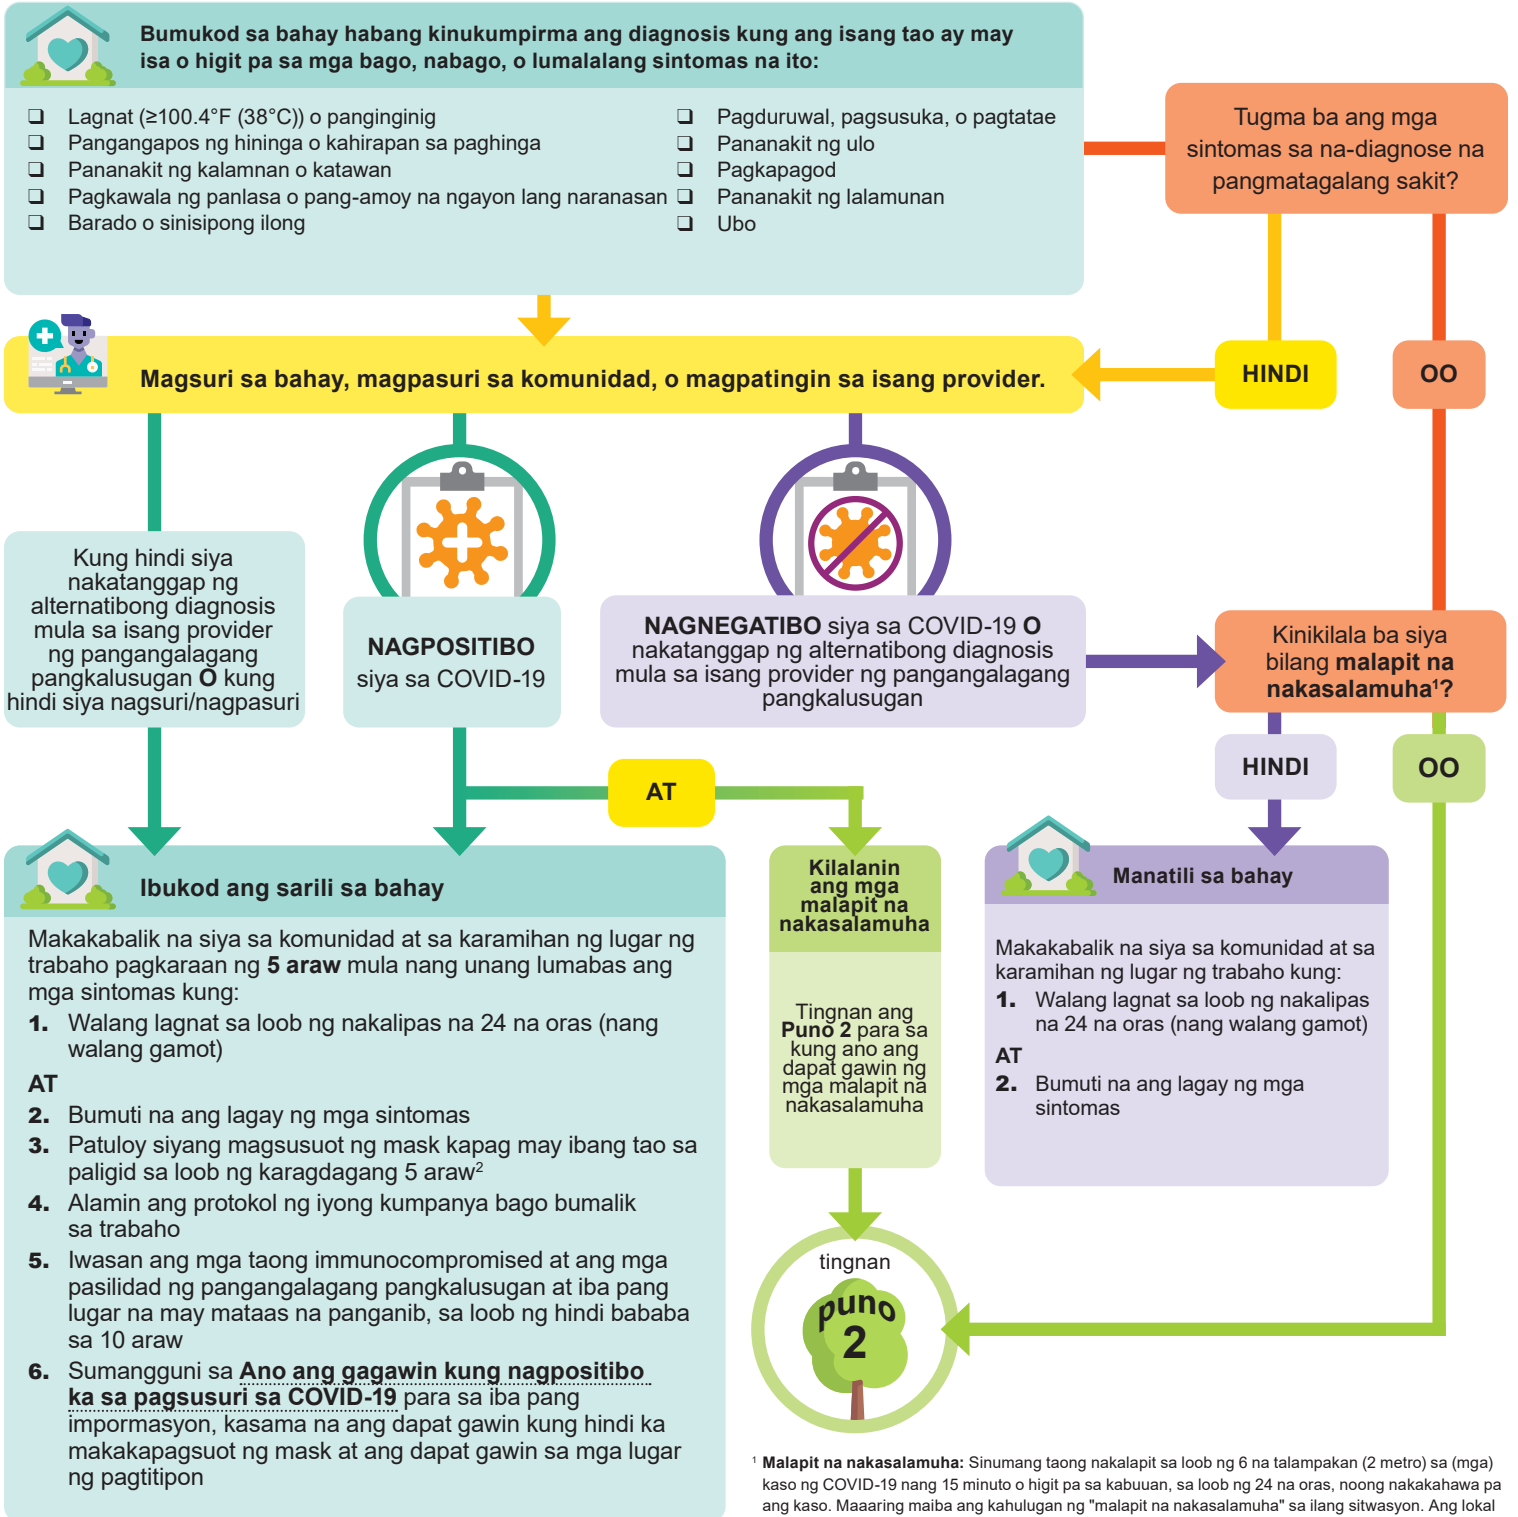 Bumukod sa bahay habang kinukumpirma ang diagnosis kung ang isang tao ay may
isa o higit pa sa mga bago, nabago, o lumalalang sintomas na ito:
❑ Lagnat (≥100.4°F (38°C)) o panginginig
❑ Pangangapos ng hininga o kahirapan sa paghinga
❑ Pananakit ng kalamnan o katawan
❑ Pagkawala ng panlasa o pang-amoy na ngayon lang naranasan
❑ Barado o sinisipong ilong
❑ Pagduruwal, pagsusuka, o pagtatae
❑ Pananakit ng ulo
❑ Pagkapagod
❑ Pananakit ng lalamunan
❑ Ubo
Tugma ba ang mga
sintomas sa na-diagnose na
pangmatagalang sakit?
HINDI
OO
Magsuri sa bahay, magpasuri sa komunidad, o magpatingin sa isang provider.
Kung hindi siya
nakatanggap ng
alternatibong diagnosis
mula sa isang provider
ng pangangalagang
pangkalusugan O kung
hindi siya nagsuri/nagpasuri
NAGPOSITIBO
siya sa COVID-19
NAGNEGATIBO siya sa COVID-19 O
nakatanggap ng alternatibong diagnosis
mula sa isang provider ng pangangalagang
pangkalusugan
Kinikilala ba siya
bilang malapit na
nakasalamuha¹?
HINDI
OO
AT
Ibukod ang sarili sa bahay
Makakabalik na siya sa komunidad at sa karamihan ng lugar ng
trabaho pagkaraan ng 5 araw mula nang unang lumabas ang
mga sintomas kung:
1. Walang lagnat sa loob ng nakalipas na 24 na oras (nang
walang gamot)
AT
2. Bumuti na ang lagay ng mga sintomas
3. Patuloy siyang magsusuot ng mask kapag may ibang tao sa
paligid sa loob ng karagdagang 5 araw²
4. Alamin ang protokol ng iyong kumpanya bago bumalik
sa trabaho
5. Iwasan ang mga taong immunocompromised at ang mga
pasilidad ng pangangalagang pangkalusugan at iba pang
lugar na may mataas na panganib, sa loob ng hindi bababa
sa 10 araw
6. Sumangguni sa Ano ang gagawin kung nagpositibo
ka sa pagsusuri sa COVID-19 para sa iba pang
impormasyon, kasama na ang dapat gawin kung hindi ka
makakapagsuot ng mask at ang dapat gawin sa mga lugar
ng pagtitipon
Kilalanin
ang mga
malapit na
nakasalamuha
Tingnan ang
Puno 2 para sa
kung ano ang
dapat gawin ng
mga malapit na
nakasalamuha
tingnan
puno
2
Manatili sa bahay
Makakabalik na siya sa komunidad at sa
karamihan ng lugar ng trabaho kung:
1. Walang lagnat sa loob ng nakalipas
na 24 na oras (nang walang gamot)
AT
2. Bumuti na ang lagay ng mga
sintomas
¹ Malapit na nakasalamuha: Sinumang taong nakalapit sa loob ng 6 na talampakan (2 metro) sa (mga)
kaso ng COVID-19 nang 15 minuto o higit pa sa kabuuan, sa loob ng 24 na oras, noong nakakahawa pa
ang kaso. Maaaring maiba ang kahulugan ng "malapit na nakasalamuha" sa ilang sitwasyon. Ang lokal